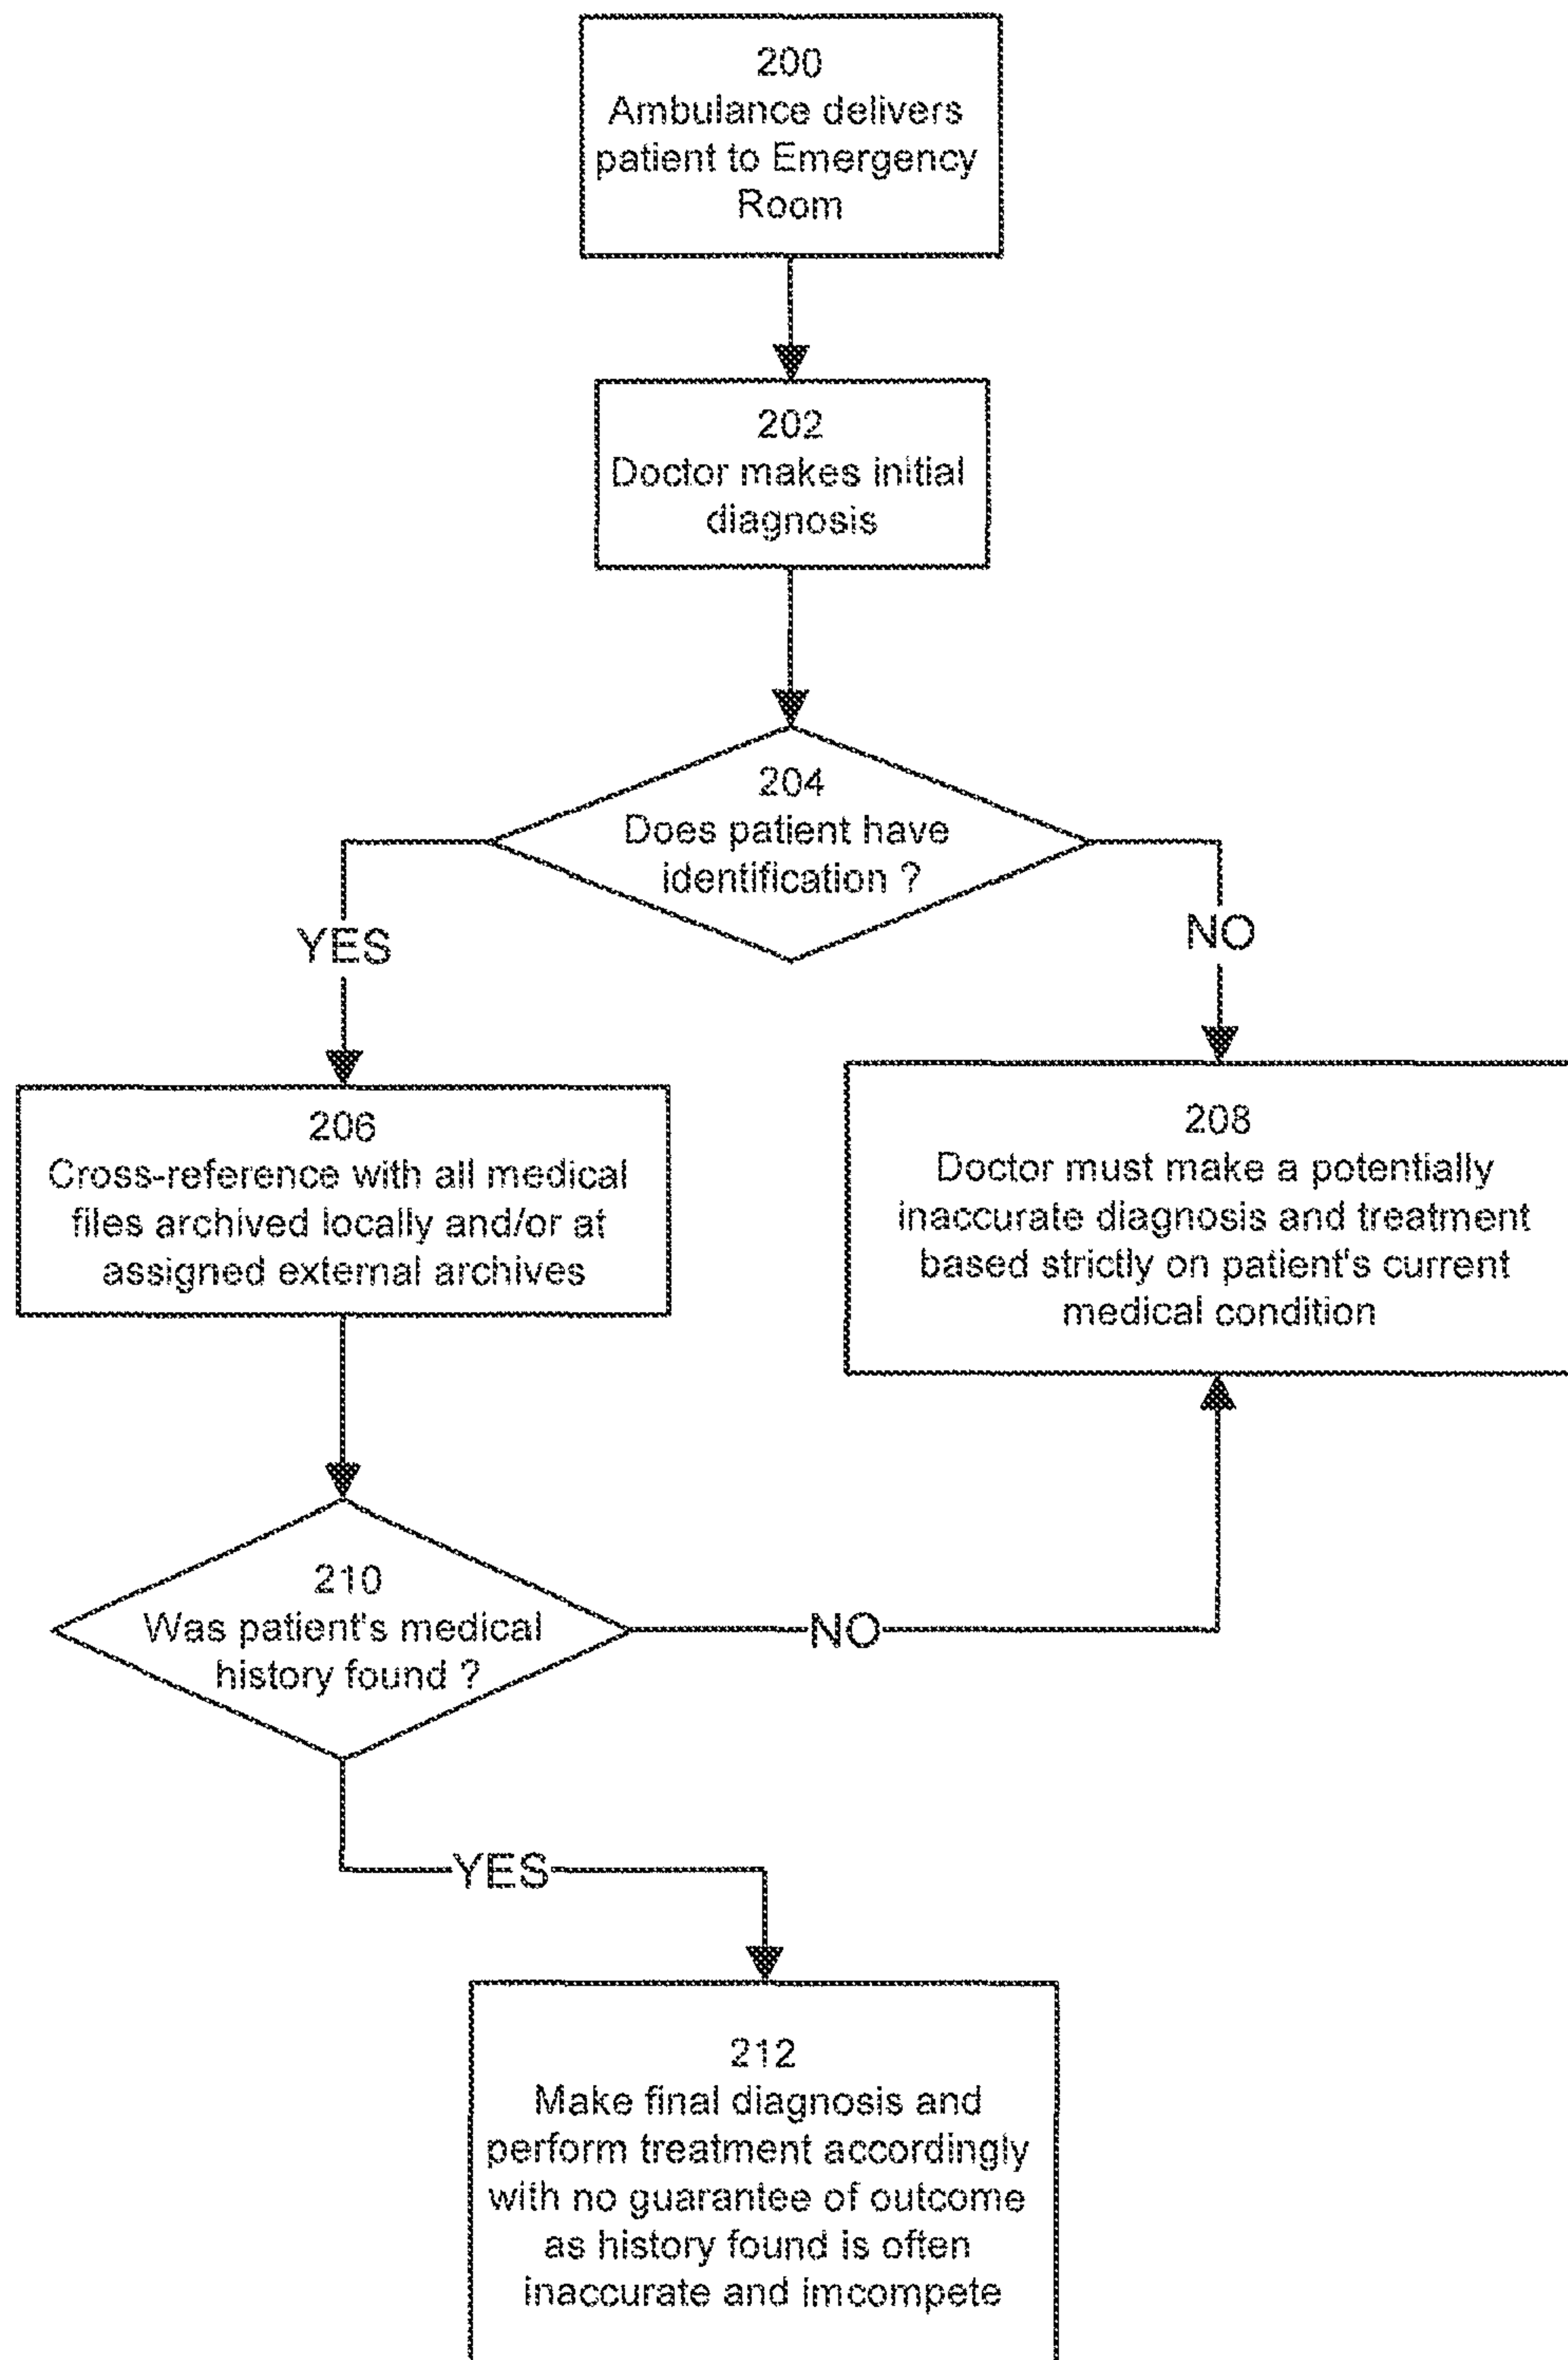 200
Ambulance delivers
patient to Emergency
Room
202
Doctor makes initial
diagnosis
204
Does patient have
identification ?
YES
NO
206
Cross-reference with all medical
files archived locally and/or at
assigned external archives
208
Doctor must make a potentially
inaccurate diagnosis and treatment
based strictly on patient's current
medical condition
210
Was patient's medical
history found ?
NO
YES
212
Make final diagnosis and
perform treatment accordingly
with no guarantee of outcome
as history found is often
inaccurate and imcompete